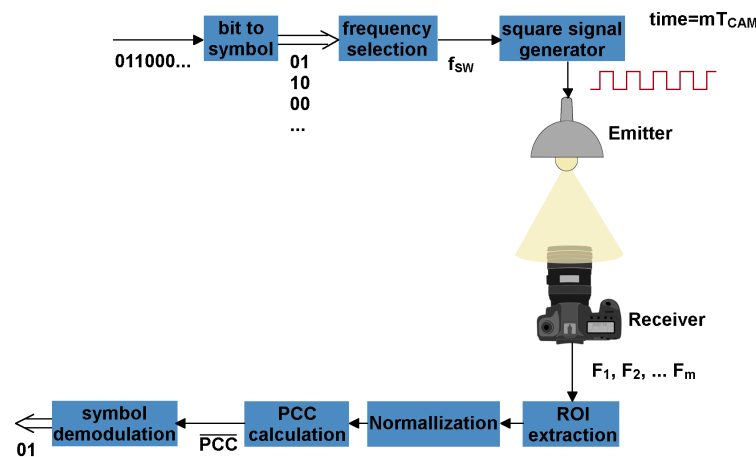 bit to
symbol
frequency
selection
square signal
generator
time=mT_CAM
011000...
01
10
00
...
f_SW
Emitter
Receiver
F_1, F_2, ... F_m
symbol
demodulation
PCC
calculation
Normallization
ROI
extraction
01
P̅C̅C̅